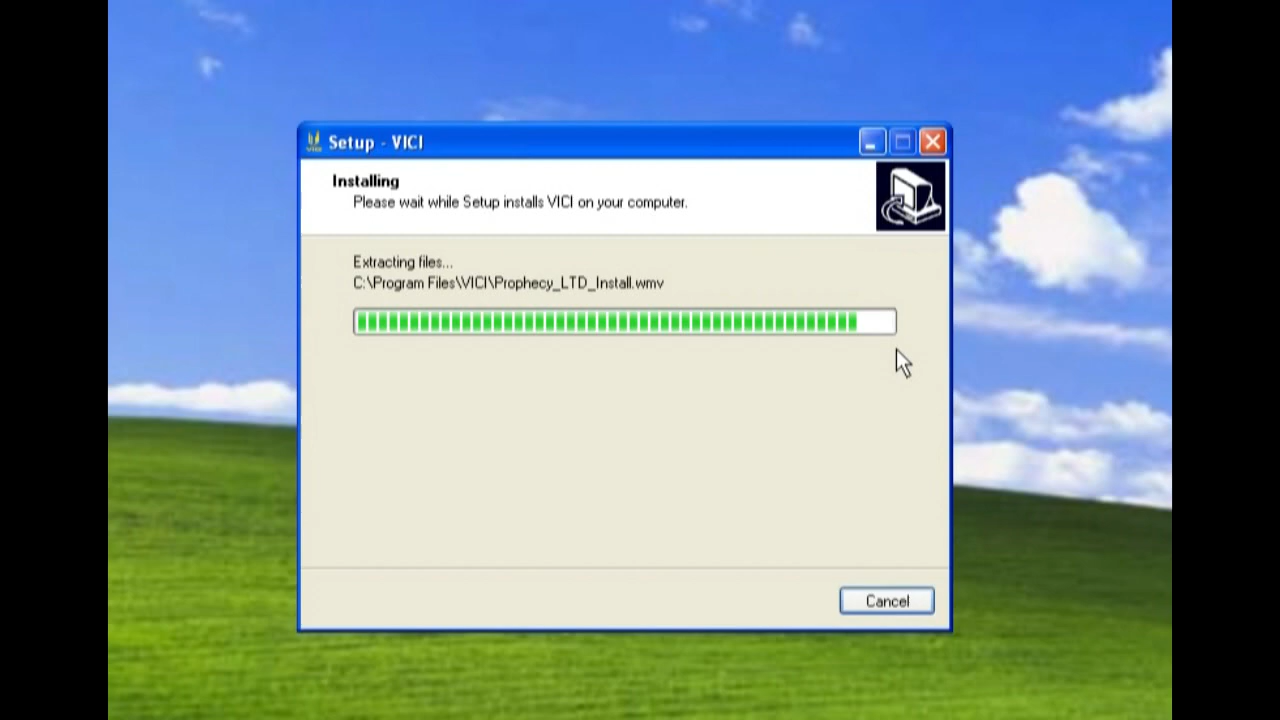 Setup - VICI
Installing
Please wait while Setup installs VICI on your computer.
Extracting files...
C:\Program Files\VICI\Prophecy_LTD_Install.wmv
Cancel